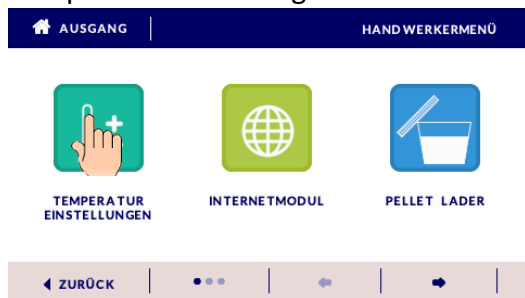 AUSGANG
HANDWERKERMENÜ
TEMPERATUR
EINSTELLUNGEN
INTERNETMODUL
PELLET LADER
ZURÜCK